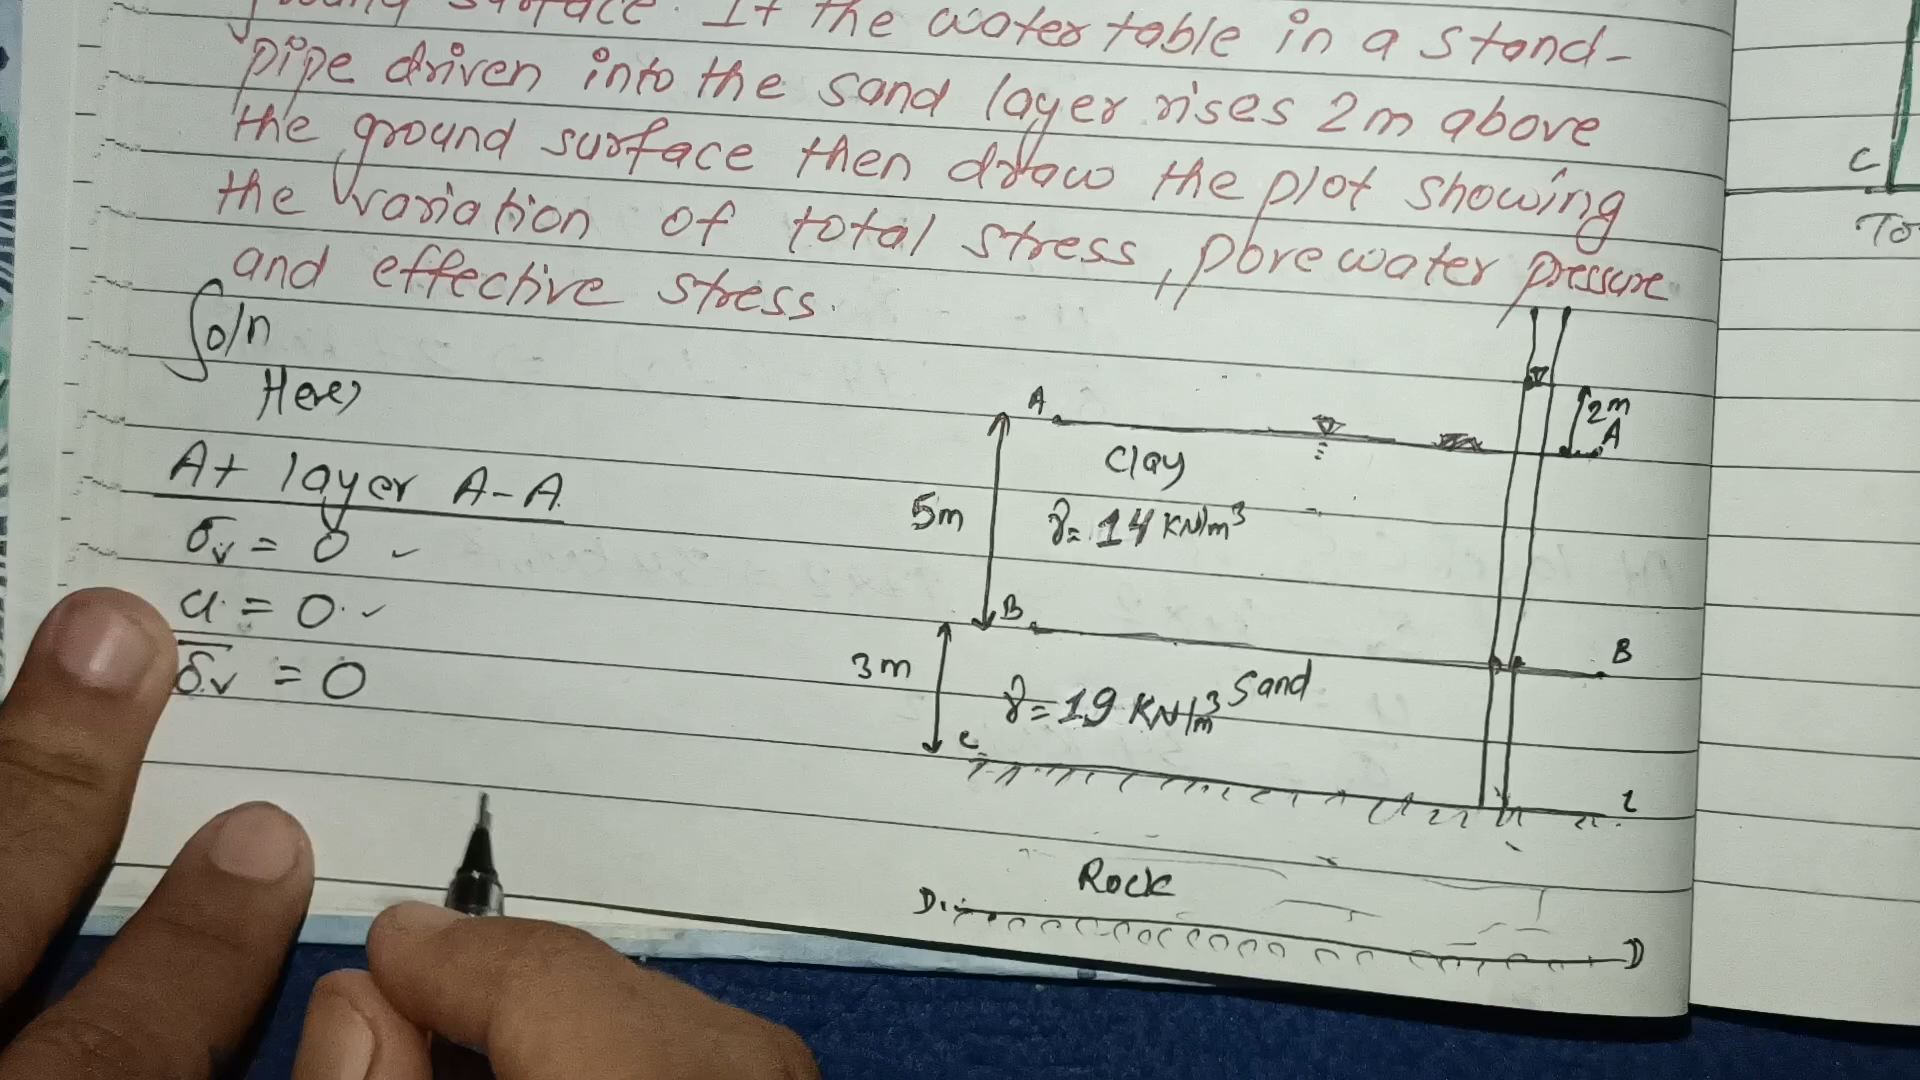 surface. If the water table in a stand-
pipe driven into the sand layer rises 2m above
the ground surface then draw the plot showing
the variation of total stress, pore water pressure
and effective stress.
Soln
Here,
At layer A-A
σv = 0
u = 0
σ̅v = 0
A
2m
A
Clay
5m
γ = 14 KN/m³
B
B
3m
Sand
γ = 19 KN/m³
C
C
Rock
D
D
C
To